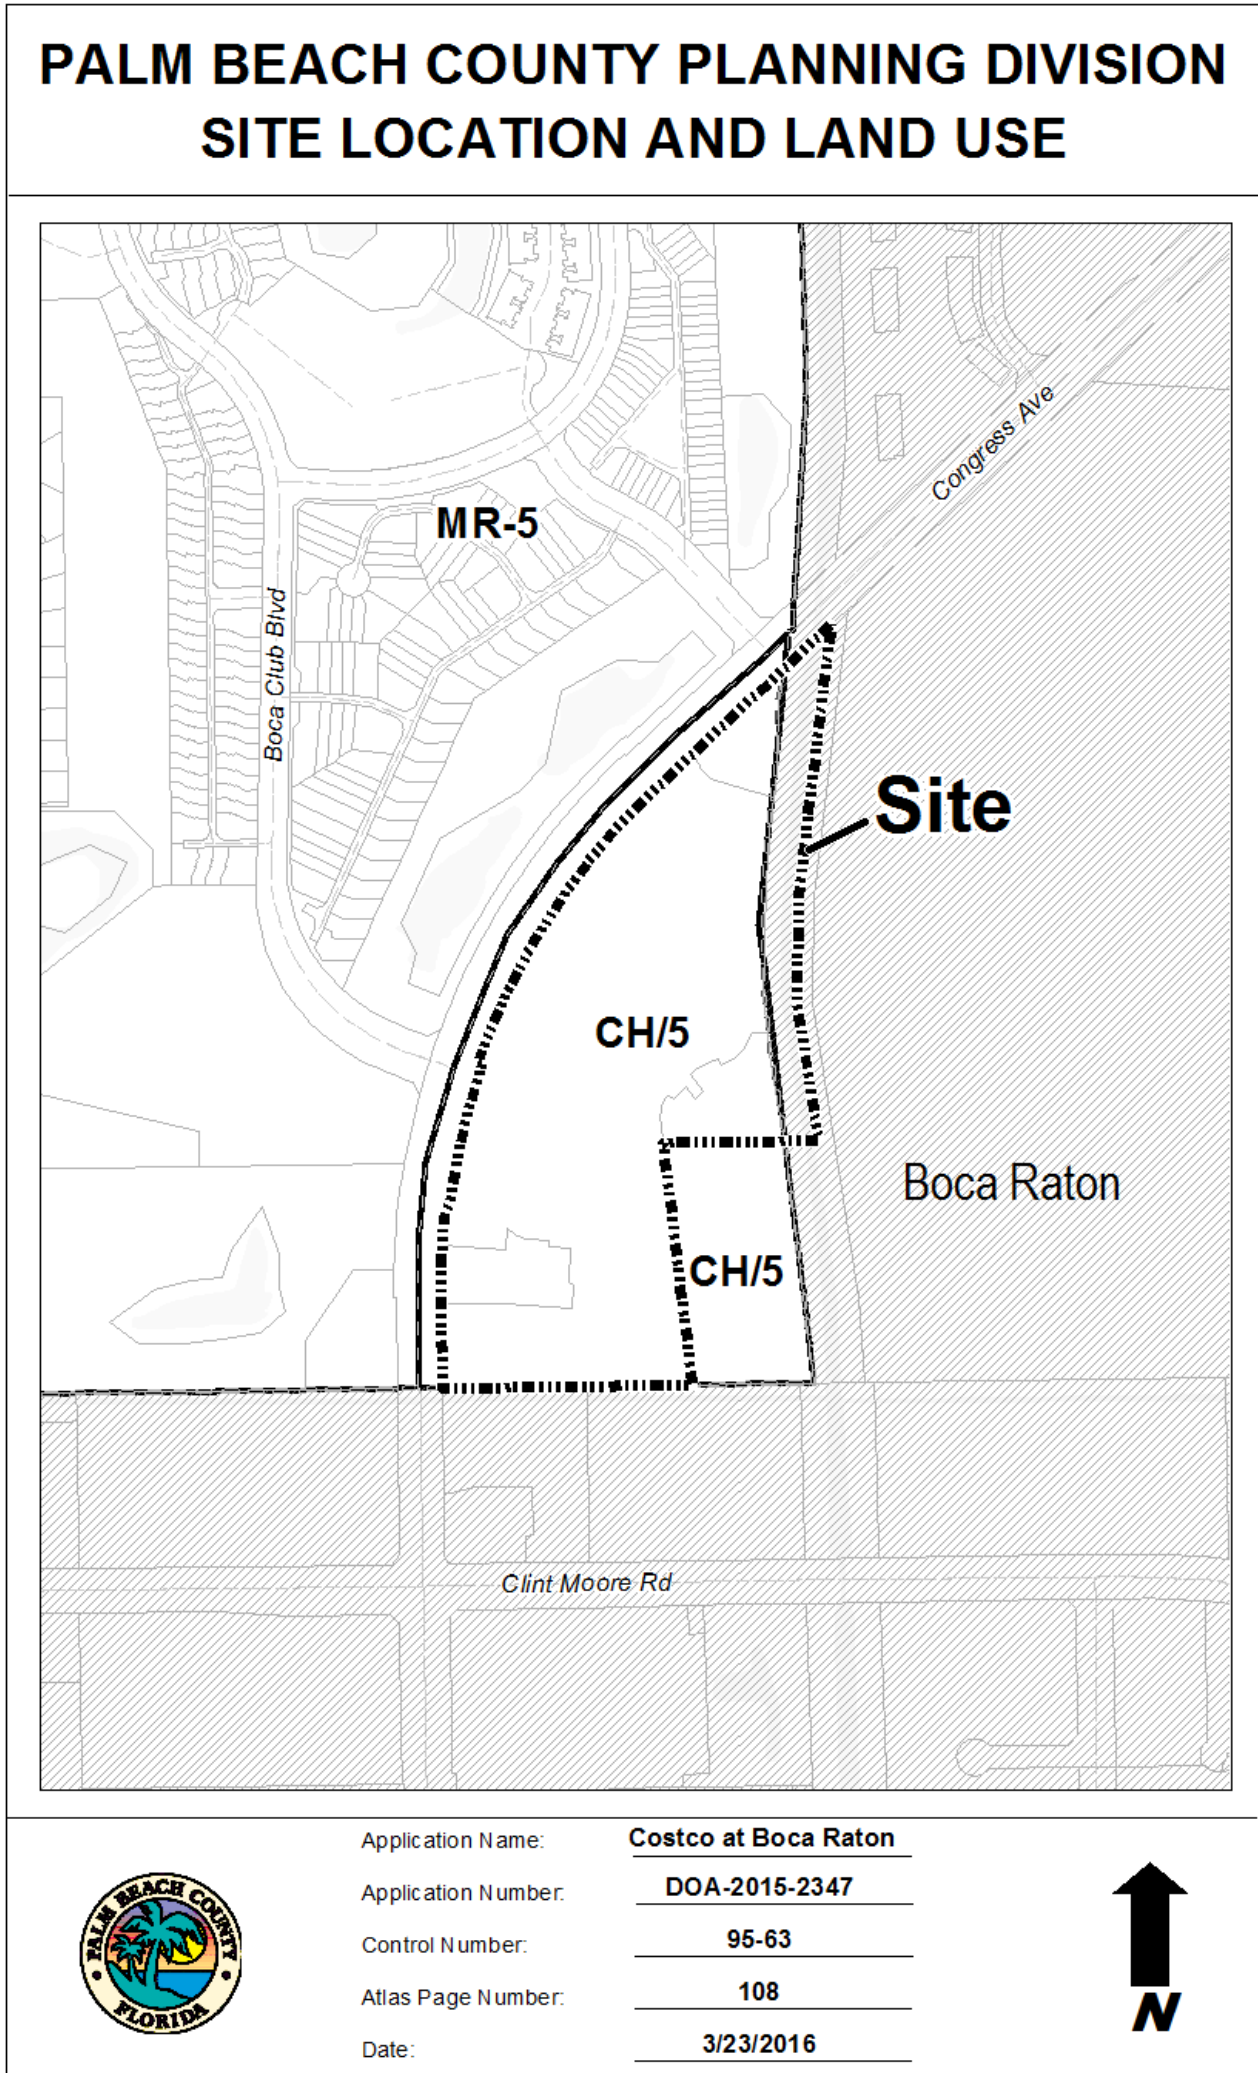 PALM BEACH COUNTY PLANNING DIVISION
SITE LOCATION AND LAND USE
Congress Ave
MR-5
Boca Club Blvd
Site
CH/5
Boca Raton
CH/5
Clint Moore Rd
Application Name: Costco at Boca Raton
Application Number: DOA-2015-2347
Control Number: 95-63
Atlas Page Number: 108
Date: 3/23/2016
PALM BEACH COUNTY
FLORIDA
N